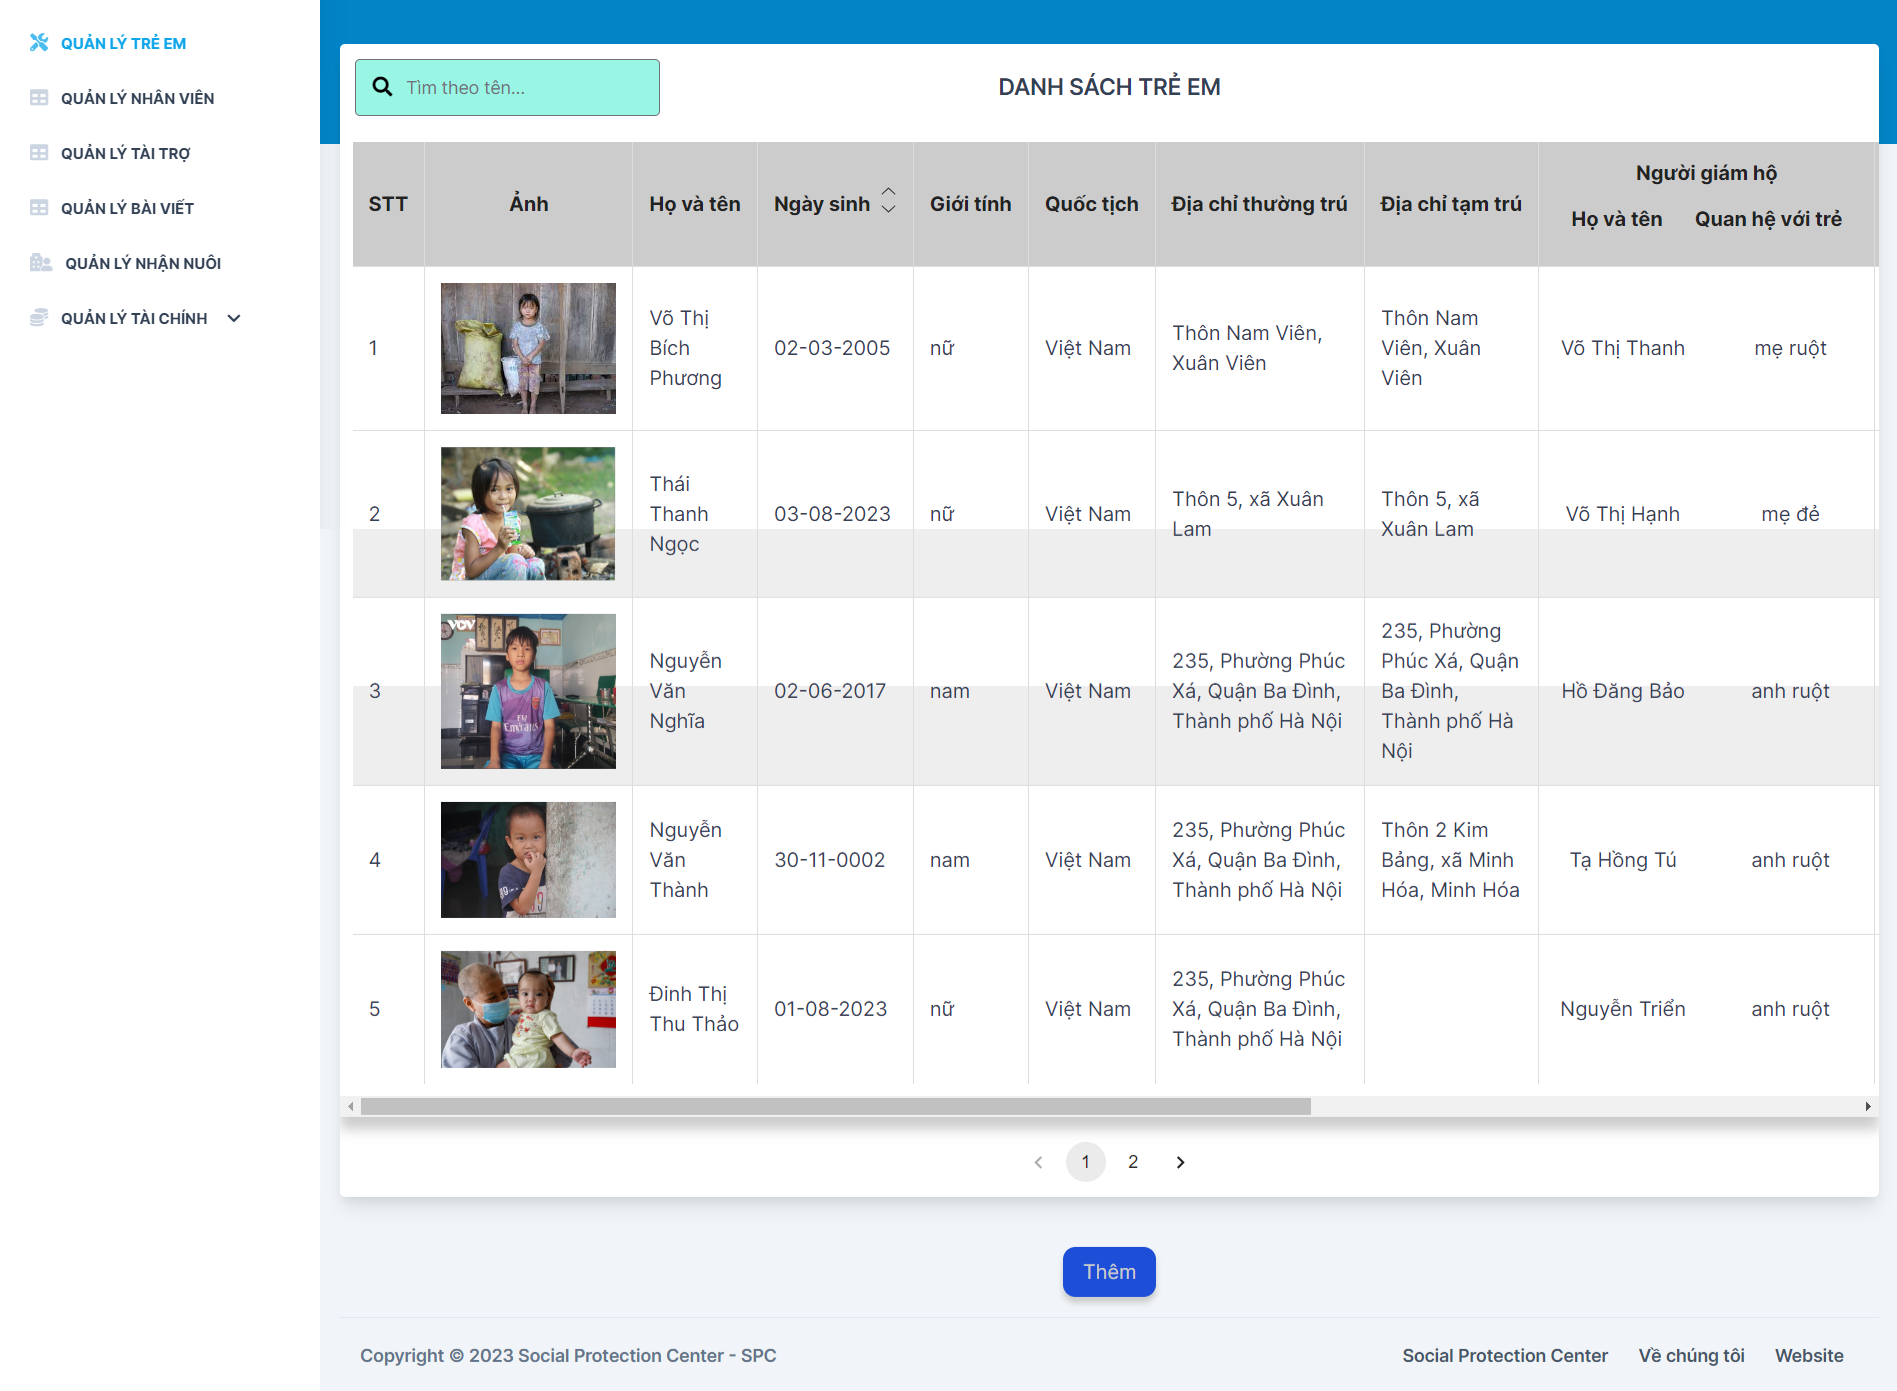 QUẢN LÝ TRẺ EM
QUẢN LÝ NHÂN VIÊN
QUẢN LÝ TÀI TRỢ
QUẢN LÝ BÀI VIẾT
QUẢN LÝ NHẬN NUÔI
QUẢN LÝ TÀI CHÍNH
Tìm theo tên...
DANH SÁCH TRẺ EM
STT Ảnh Họ và tên Ngày sinh Giới tính Quốc tịch Địa chỉ thường trú Địa chỉ tạm trú Người giám hộ
Họ và tên Quan hệ với trẻ
1
Võ Thị
Bích
Phương
02-03-2005
nữ
Việt Nam
Thôn Nam Viên,
Xuân Viên
Thôn Nam
Viên, Xuân
Viên
Võ Thị Thanh
mẹ ruột
2
Thái
Thanh
Ngọc
03-08-2023
nữ
Việt Nam
Thôn 5, xã Xuân
Lam
Thôn 5, xã
Xuân Lam
Võ Thị Hạnh
mẹ đẻ
3
VOV
FLY
Emirates
Nguyễn
Văn
Nghĩa
02-06-2017
nam
Việt Nam
235, Phường Phúc
Xá, Quận Ba Đình,
Thành phố Hà Nội
235, Phường
Phúc Xá, Quận
Ba Đình,
Thành phố Hà
Nội
Hồ Đăng Bảo
anh ruột
4
Nguyễn
Văn
Thành
30-11-0002
nam
Việt Nam
235, Phường Phúc
Xá, Quận Ba Đình,
Thành phố Hà Nội
Thôn 2 Kim
Bảng, xã Minh
Hóa, Minh Hóa
Tạ Hồng Tú
anh ruột
5
Đinh Thị
Thu Thảo
01-08-2023
nữ
Việt Nam
235, Phường Phúc
Xá, Quận Ba Đình,
Thành phố Hà Nội
Nguyễn Triển
anh ruột
1 2
Thêm
Copyright © 2023 Social Protection Center - SPC
Social Protection Center Về chúng tôi Website